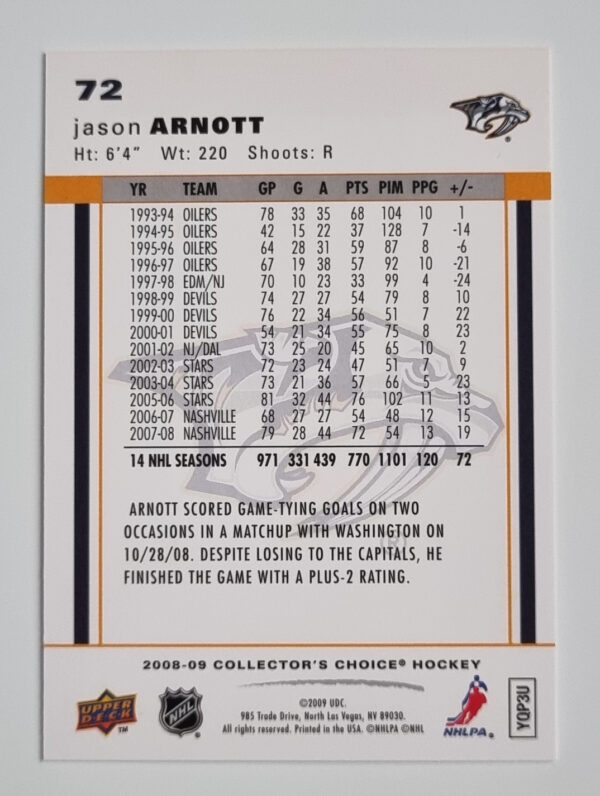 72
jason ARNOTT
Ht: 6'4" Wt: 220 Shoots: R
YR TEAM GP G A PTS PIM PPG +/-
1993-94 OILERS 78 33 35 68 104 10 1
1994-95 OILERS 42 15 22 37 128 7 -14
1995-96 OILERS 64 28 31 59 87 8 -6
1996-97 OILERS 67 19 38 57 92 10 -21
1997-98 EDM/NJ 70 10 23 33 99 4 -24
1998-99 DEVILS 74 27 27 54 79 8 10
1999-00 DEVILS 76 22 34 56 51 7 22
2000-01 DEVILS 54 21 34 55 75 8 23
2001-02 NJ/DAL 73 25 20 45 65 10 2
2002-03 STARS 72 23 24 47 51 7 9
2003-04 STARS 73 21 36 57 66 5 23
2005-06 STARS 81 32 44 76 102 11 13
2006-07 NASHVILLE 68 27 27 54 48 12 15
2007-08 NASHVILLE 79 28 44 72 54 13 19
14 NHL SEASONS 971 331 439 770 1101 120 72
ARNOTT SCORED GAME-TYING GOALS ON TWO
OCCASIONS IN A MATCHUP WITH WASHINGTON ON
10/28/08. DESPITE LOSING TO THE CAPITALS, HE
FINISHED THE GAME WITH A PLUS-2 RATING.
2008-09 COLLECTOR'S CHOICE® HOCKEY
UPPER DECK ™
NHL
©2009 UDC.
985 Trade Drive, North Las Vegas, NV 89030.
All rights reserved. Printed in the USA. ©NHLPA ©NHL
NHLPA.
YQP3U